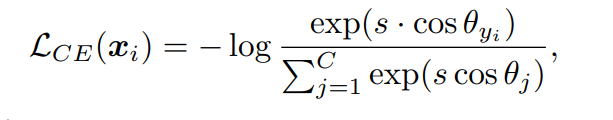 $$\mathcal{L}_{CE}(\boldsymbol{x}_i) = -\log \frac{\exp(s \cdot \cos \theta_{y_i})}{\sum_{j=1}^{C} \exp(s \cos \theta_j)},$$